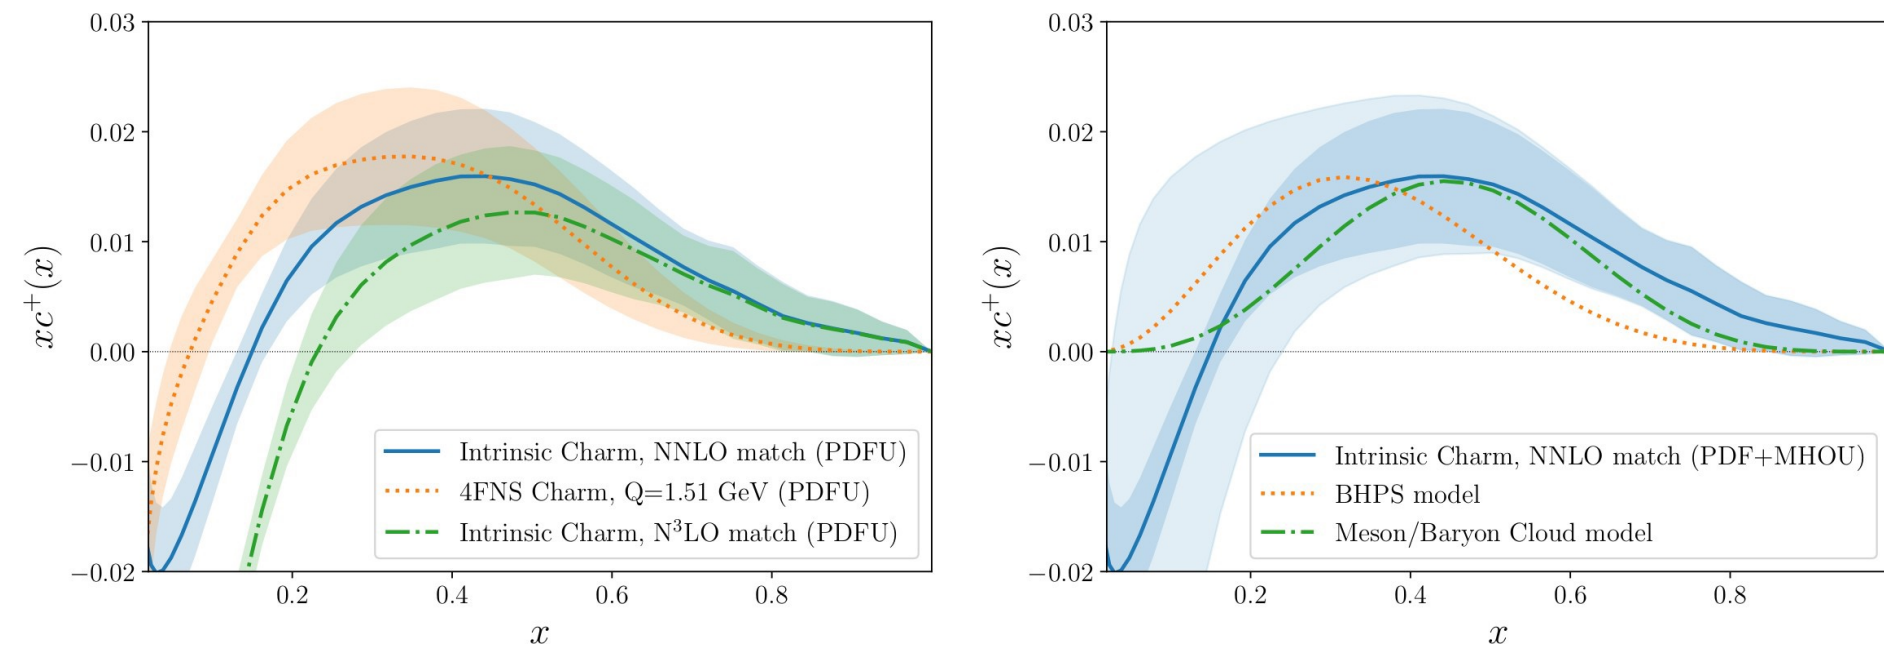 0.03
0.02
0.01
0.00
−0.01
−0.02
xc⁺(x)
0.2 0.4 0.6 0.8
x
Intrinsic Charm, NNLO match (PDFU)
4FNS Charm, Q=1.51 GeV (PDFU)
Intrinsic Charm, N³LO match (PDFU)
0.03
0.02
0.01
0.00
−0.01
−0.02
xc⁺(x)
0.2 0.4 0.6 0.8
x
Intrinsic Charm, NNLO match (PDF+MHOU)
BHPS model
Meson/Baryon Cloud model